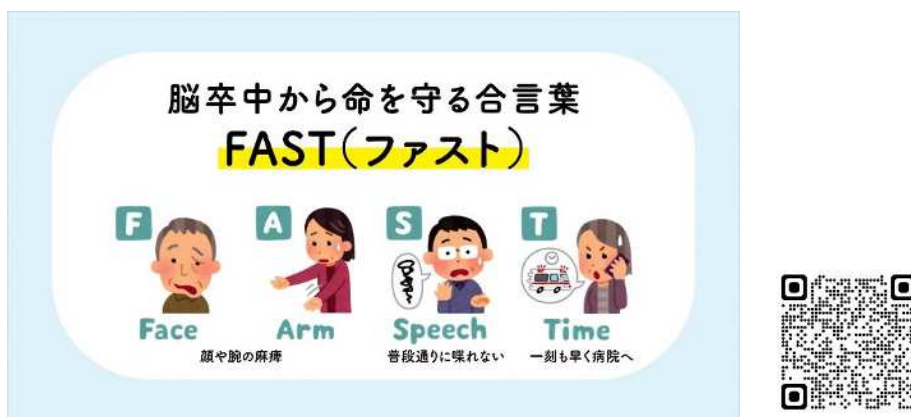 脳卒中から命を守る合言葉
FAST(ファスト)
F A S T
Face Arm Speech Time
顔や腕の麻痺 普段通りに喋れない 一刻も早く病院へ